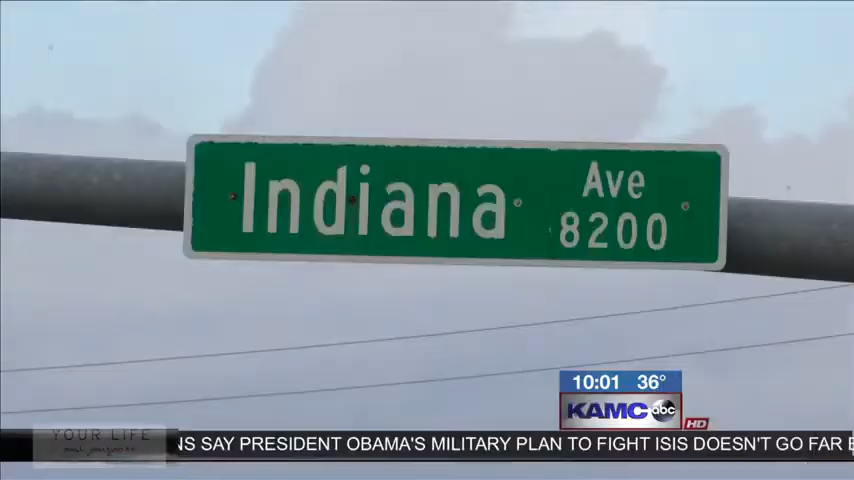 Indiana Ave
8200
10:01 36°
KAMC abc
HD
YOUR LIFE
NS SAY PRESIDENT OBAMA'S MILITARY PLAN TO FIGHT ISIS DOESN'T GO FAR